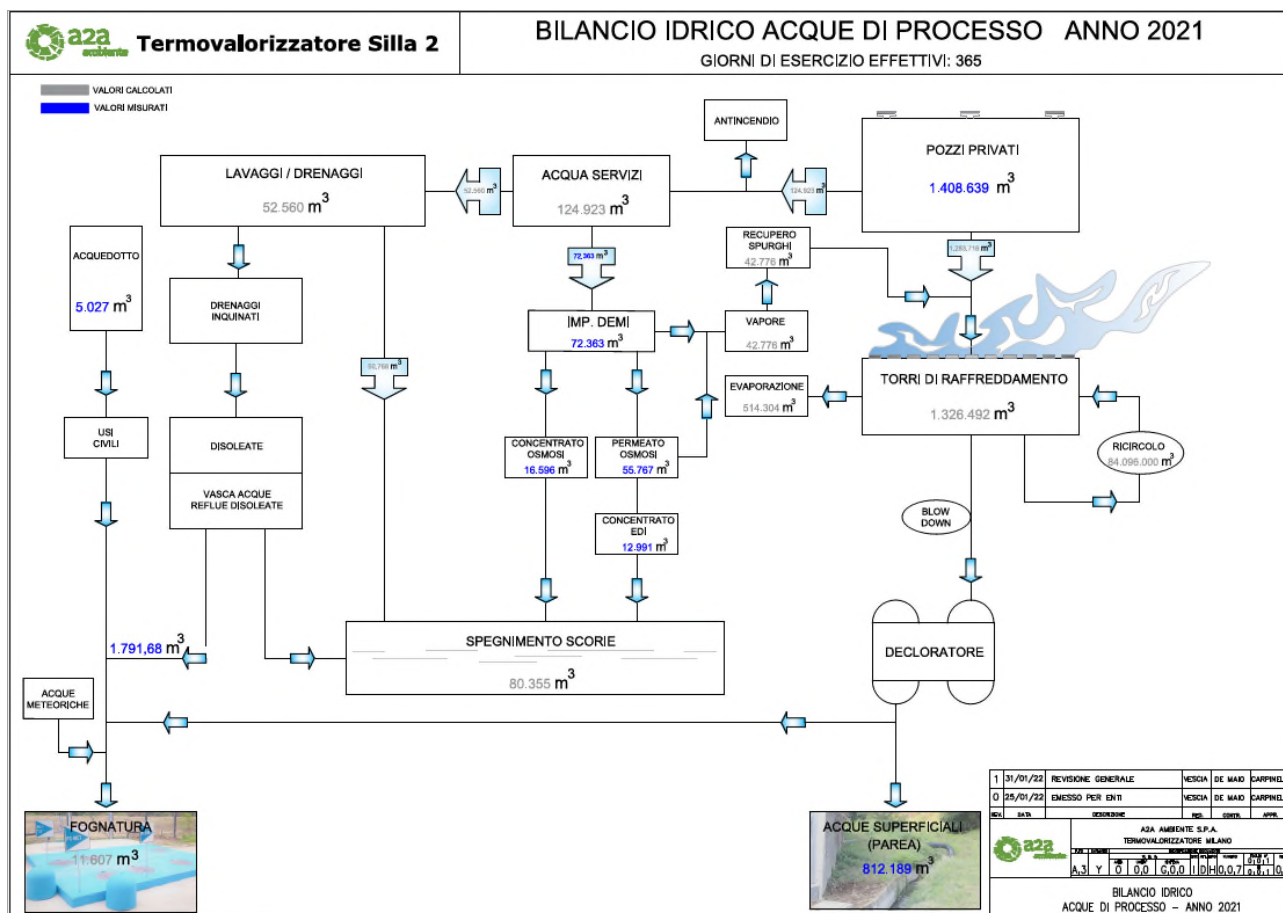 a2a
ambiente
Termovalorizzatore Silla 2
BILANCIO IDRICO ACQUE DI PROCESSO ANNO 2021
GIORNI DI ESERCIZIO EFFETTIVI: 365
VALORI CALCOLATI
VALORI MISURATI
ANTINCENDIO
POZZI PRIVATI
1.408.639 m³
LAVAGGI / DRENAGGI
52.560 m³
52.560 m³
ACQUA SERVIZI
124.923 m³
124.923 m³
ACQUEDOTTO
5.027 m³
DRENAGGI
INQUINATI
72.363 m³
RECUPERO
SPURGHI
42.776 m³
IMP. DEMI
72.363 m³
VAPORE
42.776 m³
EVAPORAZIONE
514.304 m³
TORRI DI RAFFREDDAMENTO
1.326.492 m³
USI
CIVILI
DISOLEATE
VASCA ACQUE
REFLUE DISOLEATE
CONCENTRATO
OSMOSI
16.596 m³
PERMEATO
OSMOSI
55.767 m³
RICIRCOLO
84.096.000 m³
CONCENTRATO
EDI
12.991 m³
BLOW
DOWN
1.791,68 m³
SPEGNIMENTO SCORIE
80.355 m³
DECLORATORE
ACQUE
METEORICHE
FOGNATURA
11.607 m³
ACQUE SUPERFICIALI
(PAREA)
812.189 m³
1 31/01/22 REVISIONE GENERALE VESCIA DE MAIO CARPINEL
0 25/01/22 EMESSO PER ENTI VESCIA DE MAIO CARPINEL
REV. DATA DESCRIZIONE RED. CONTR. APPR.
a2a
ambiente
A2A AMBIENTE S.P.A.
TERMOVALORIZZATORE MILANO
BILANCIO IDRICO
ACQUE DI PROCESSO - ANNO 2021